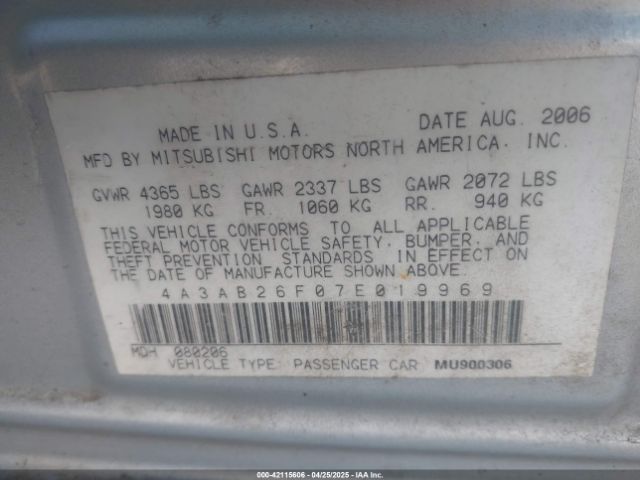 MADE IN U.S.A. DATE AUG. 2006
MFD BY MITSUBISHI MOTORS NORTH AMERICA, INC.
GVWR 4365 LBS GAWR 2337 LBS GAWR 2072 LBS
1980 KG FR. 1060 KG RR. 940 KG
THIS VEHICLE CONFORMS TO ALL APPLICABLE
FEDERAL MOTOR VEHICLE SAFETY, BUMPER, AND
THEFT PREVENTION STANDARDS IN EFFECT ON
THE DATE OF MANUFACTURE SHOWN ABOVE.
4A3AB26F07E019969
MDH 080206
VEHICLE TYPE: PASSENGER CAR MU900306
000-42115606 - 04/25/2025 - IAAI, Inc.